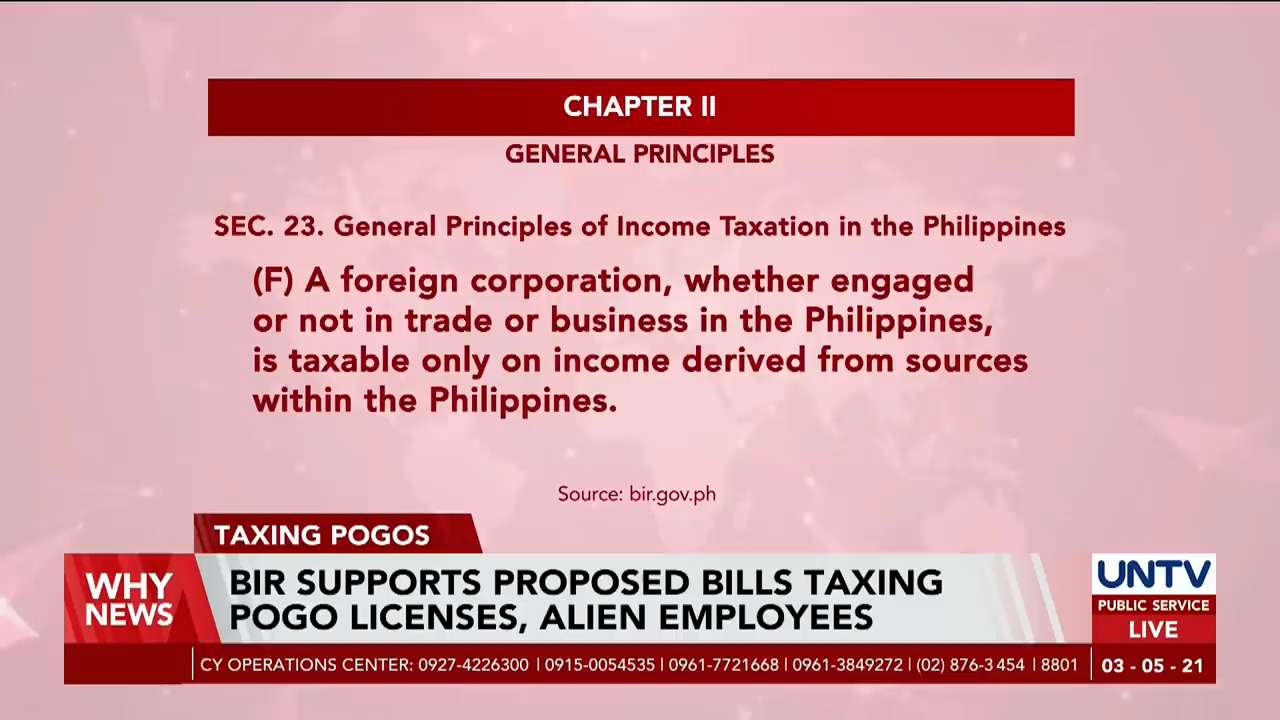 CHAPTER II
GENERAL PRINCIPLES
SEC. 23. General Principles of Income Taxation in the Philippines
(F) A foreign corporation, whether engaged
or not in trade or business in the Philippines,
is taxable only on income derived from sources
within the Philippines.
Source: bir.gov.ph
TAXING POGOS
WHY
NEWS
BIR SUPPORTS PROPOSED BILLS TAXING
POGO LICENSES, ALIEN EMPLOYEES
UNTV
PUBLIC SERVICE
LIVE
CY OPERATIONS CENTER: 0927-4226300 | 0915-0054535 | 0961-7721668 | 0961-3849272 | (02) 876-3 454 | 8801
03 - 05 - 21